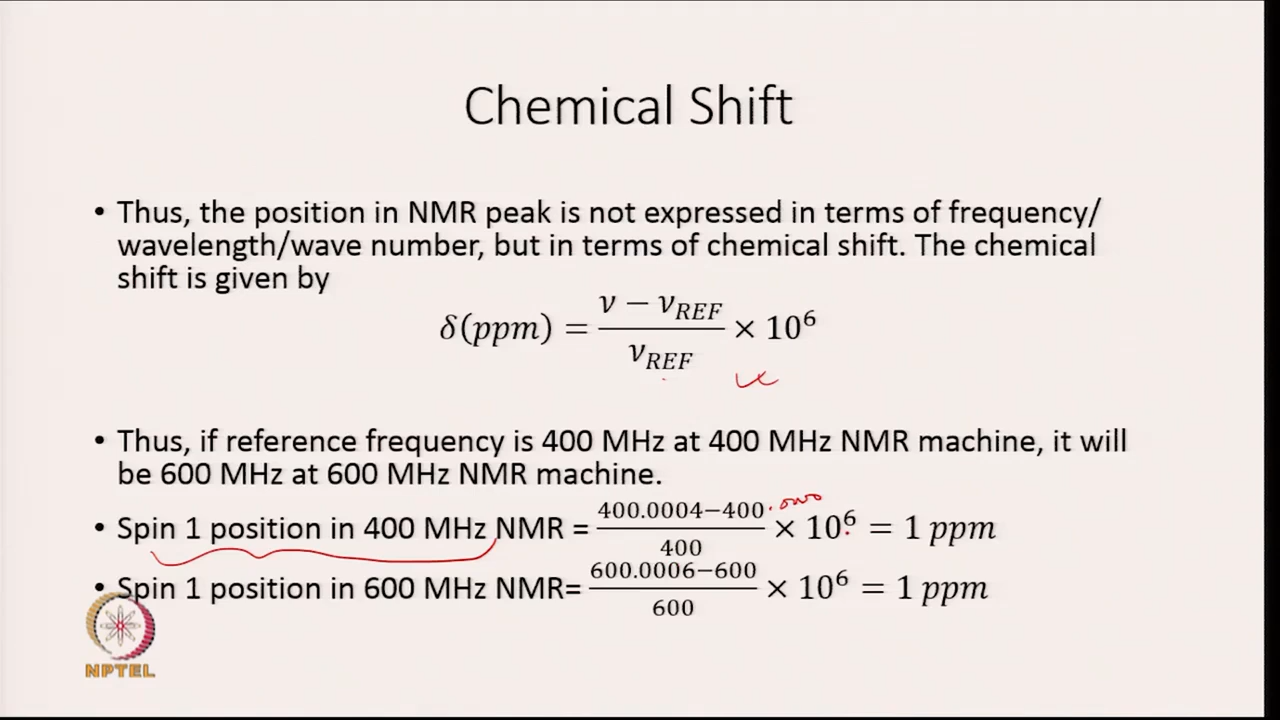 Chemical Shift
• Thus, the position in NMR peak is not expressed in terms of frequency/
wavelength/wave number, but in terms of chemical shift. The chemical
shift is given by
δ(ppm) = (ν − ν_REF)/ν_REF × 10⁶
• Thus, if reference frequency is 400 MHz at 400 MHz NMR machine, it will
be 600 MHz at 600 MHz NMR machine.
• Spin 1 position in 400 MHz NMR = (400.0004−400)/400 × 10⁶ = 1 ppm
• Spin 1 position in 600 MHz NMR= (600.0006−600)/600 × 10⁶ = 1 ppm
NPTEL